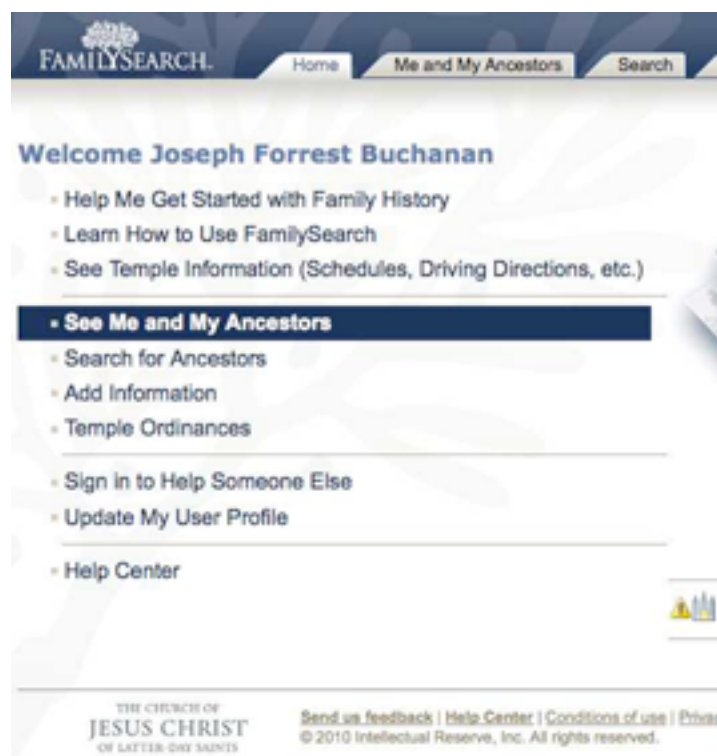 FAMILYSEARCH.
Home Me and My Ancestors Search
Welcome Joseph Forrest Buchanan
Help Me Get Started with Family History
Learn How to Use FamilySearch
See Temple Information (Schedules, Driving Directions, etc.)
See Me and My Ancestors
Search for Ancestors
Add Information
Temple Ordinances
Sign in to Help Someone Else
Update My User Profile
Help Center
THE CHURCH OF
JESUS CHRIST
OF LATTER-DAY SAINTS
Send us feedback | Help Center | Conditions of use | Priva
© 2010 Intellectual Reserve, Inc. All rights reserved.